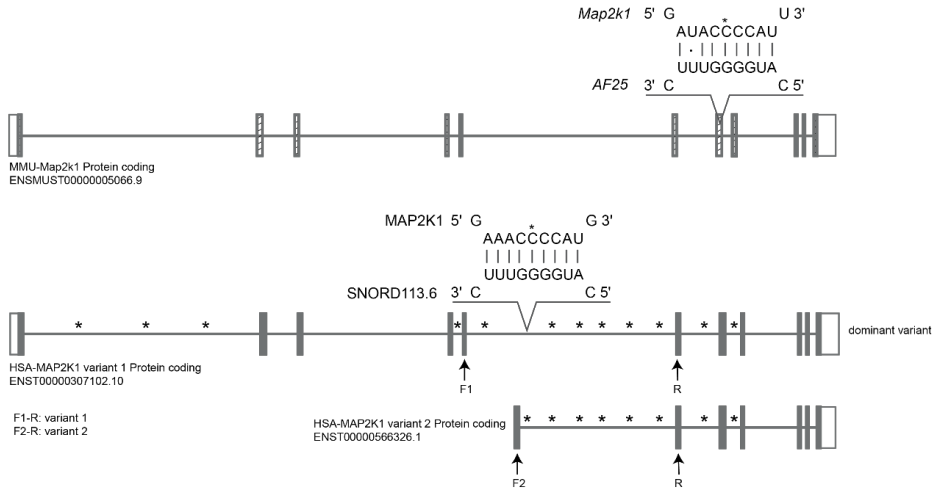 Map2k1 5' G U 3'
*
AUACCCCAU
| · | | | | | | |
UUUGGGGUA
AF25 3' C C 5'
MMU-Map2k1 Protein coding
ENSMUST00000005066.9
MAP2K1 5' G G 3'
*
AAACCCCAU
| | | | | | | | |
UUUGGGGUA
SNORD113.6 3' C C 5'
* * * * * * * * * * *
dominant variant
HSA-MAP2K1 variant 1 Protein coding
ENST00000307102.10
F1 R
F1-R: variant 1
F2-R: variant 2
HSA-MAP2K1 variant 2 Protein coding
ENST00000566326.1
* * * * * * *
F2 R